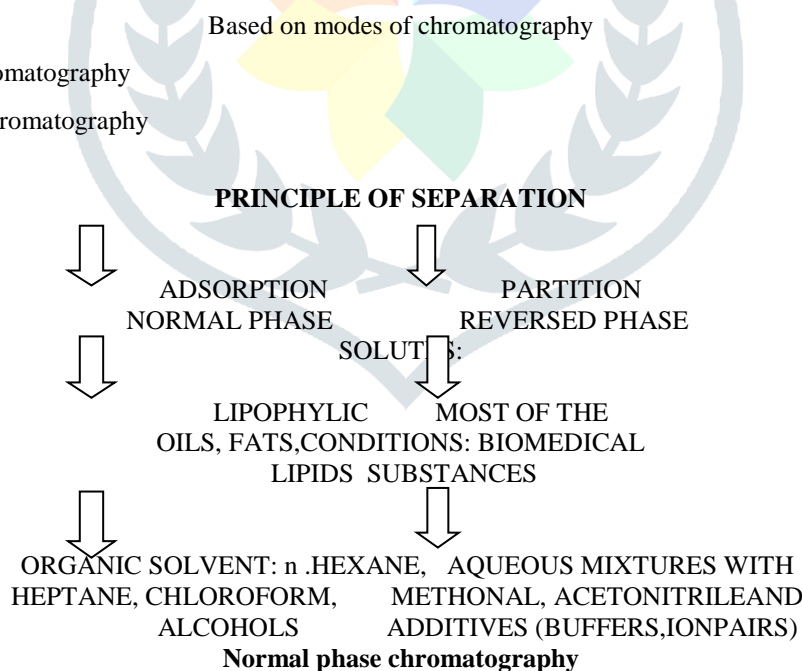 Based on modes of chromatography
omatography
romatography
PRINCIPLE OF SEPARATION
ADSORPTION PARTITION
NORMAL PHASE REVERSED PHASE
SOLUT S:
LIPOPHYLIC MOST OF THE
OILS, FATS,CONDITIONS: BIOMEDICAL
LIPIDS SUBSTANCES
ORGANIC SOLVENT: n .HEXANE, AQUEOUS MIXTURES WITH
HEPTANE, CHLOROFORM, METHONAL, ACETONITRILEAND
ALCOHOLS ADDITIVES (BUFFERS,IONPAIRS)
Normal phase chromatography